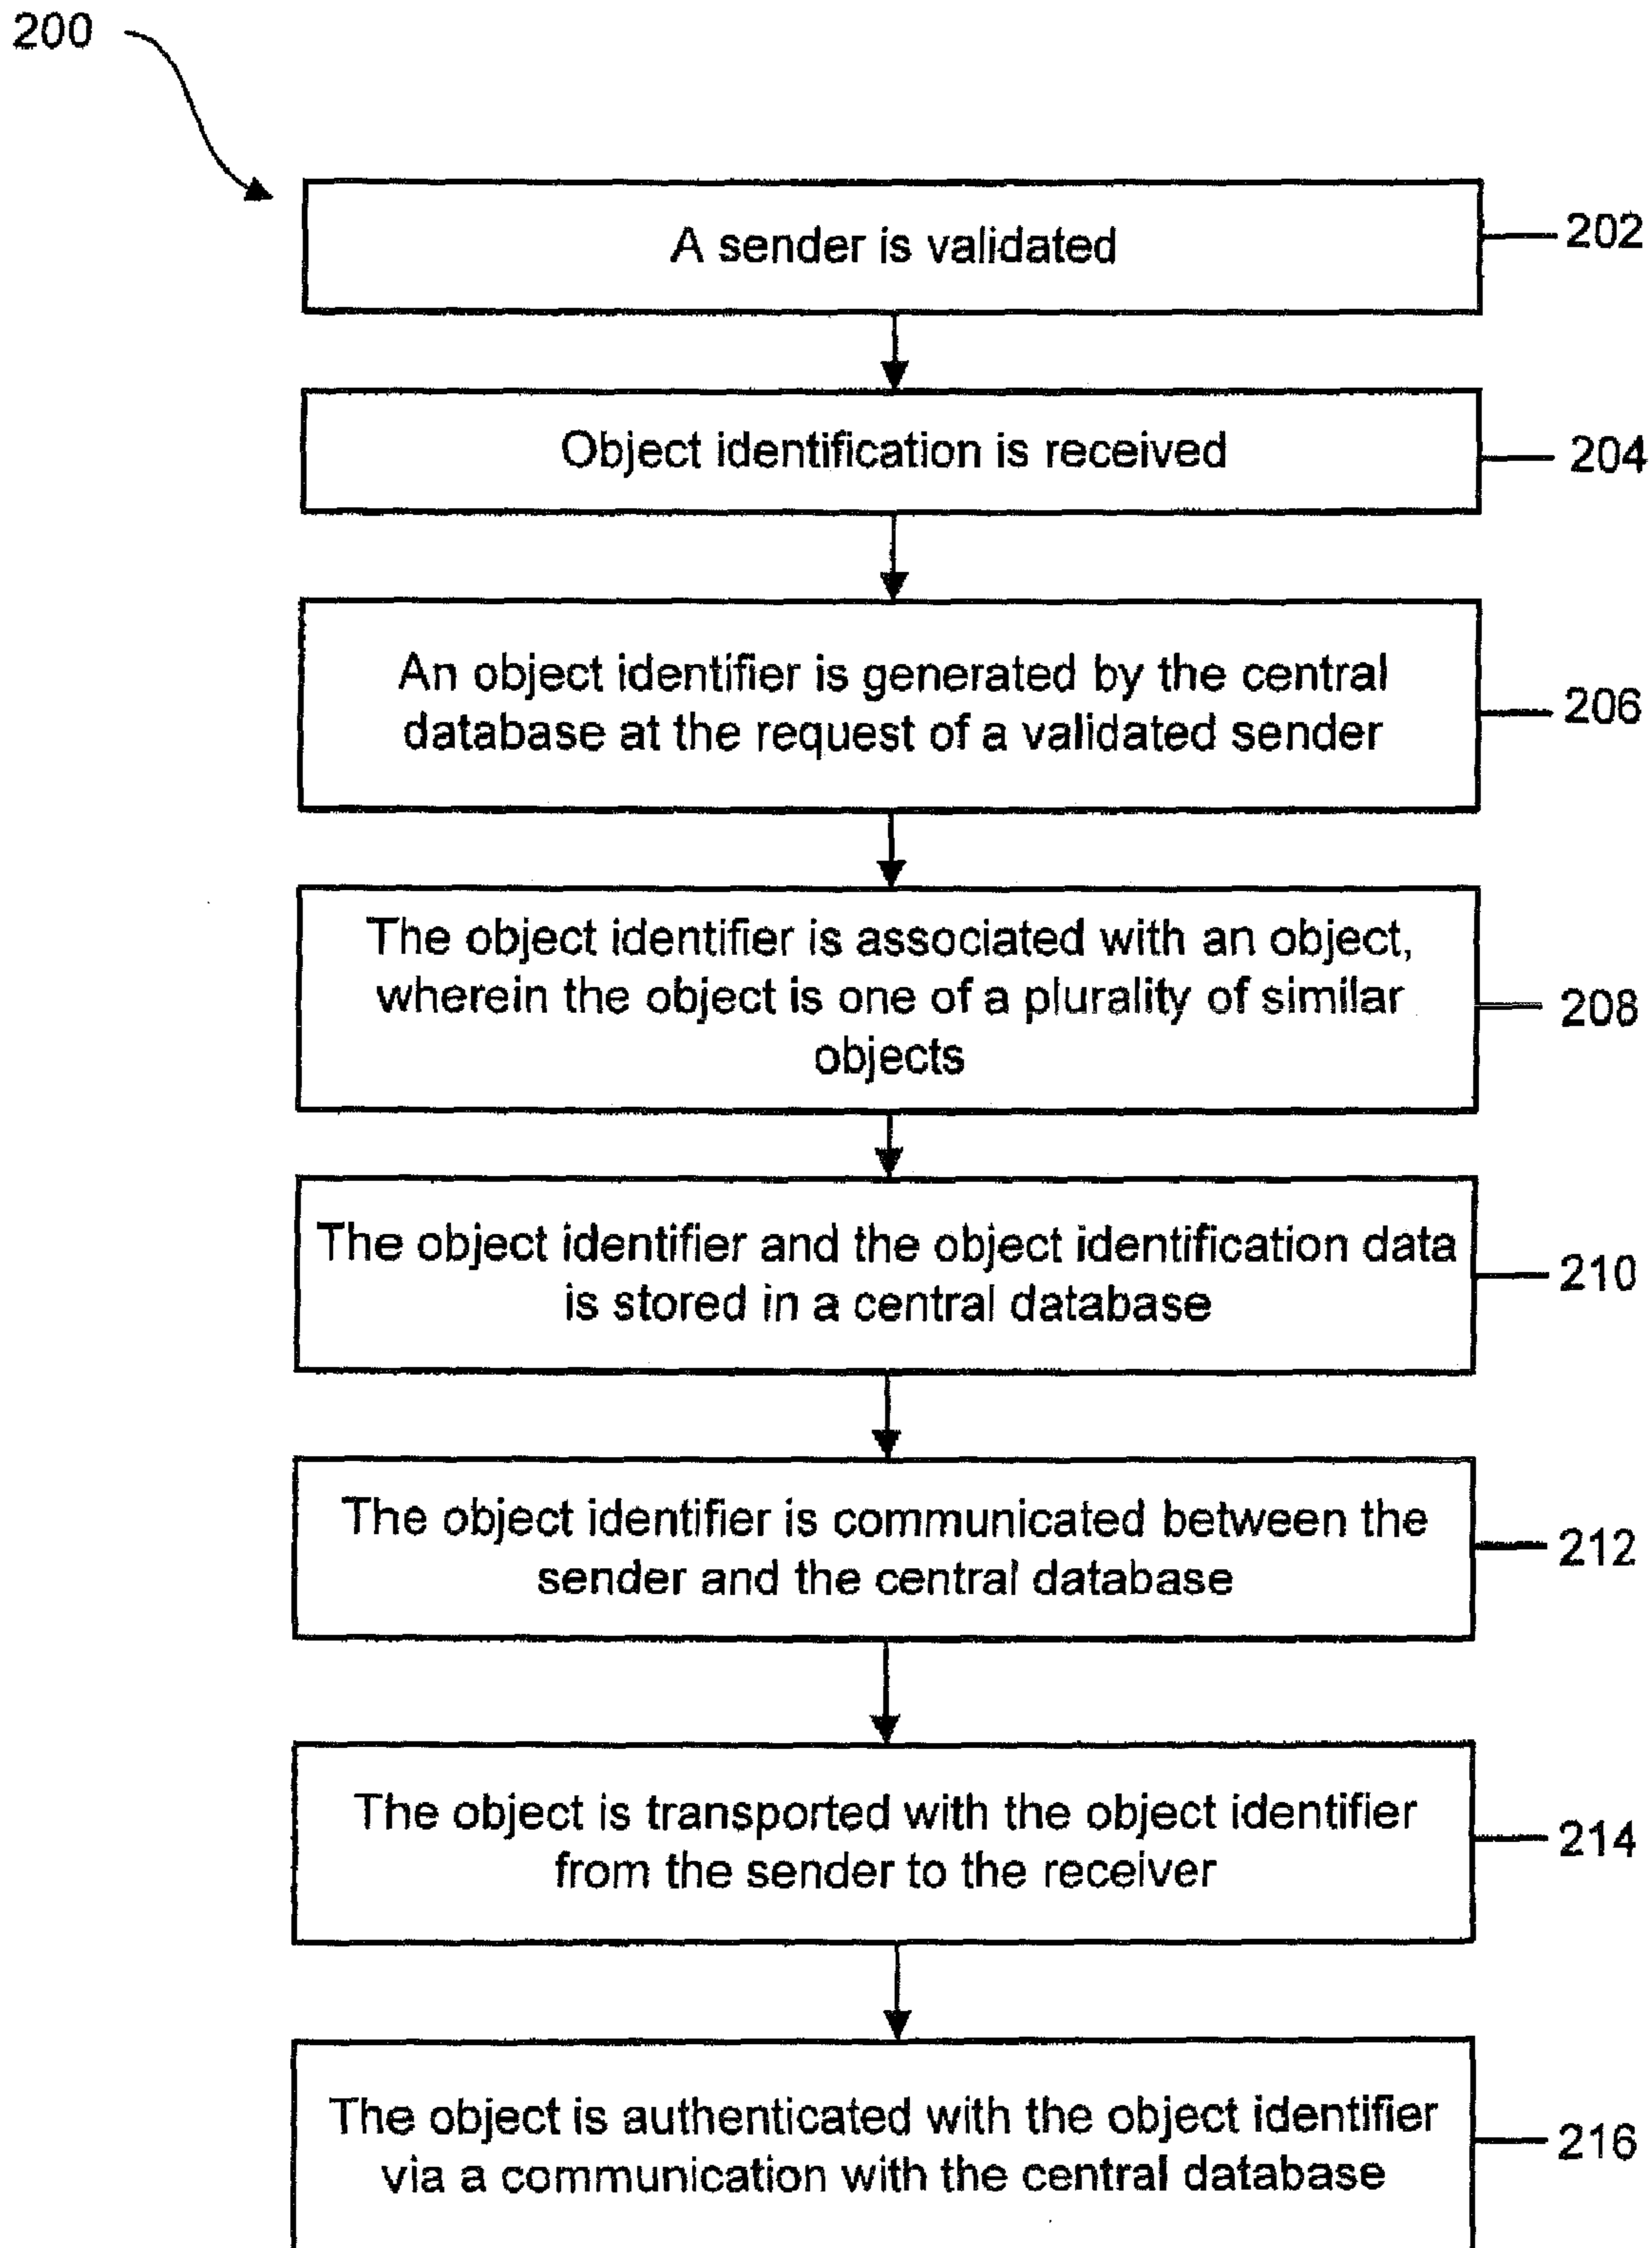 200
A sender is validated
202
Object identification is received
204
An object identifier is generated by the central
database at the request of a validated sender
206
The object identifier is associated with an object,
wherein the object is one of a plurality of similar
objects
208
The object identifier and the object identification data
is stored in a central database
210
The object identifier is communicated between the
sender and the central database
212
The object is transported with the object identifier
from the sender to the receiver
214
The object is authenticated with the object identifier
via a communication with the central database
216